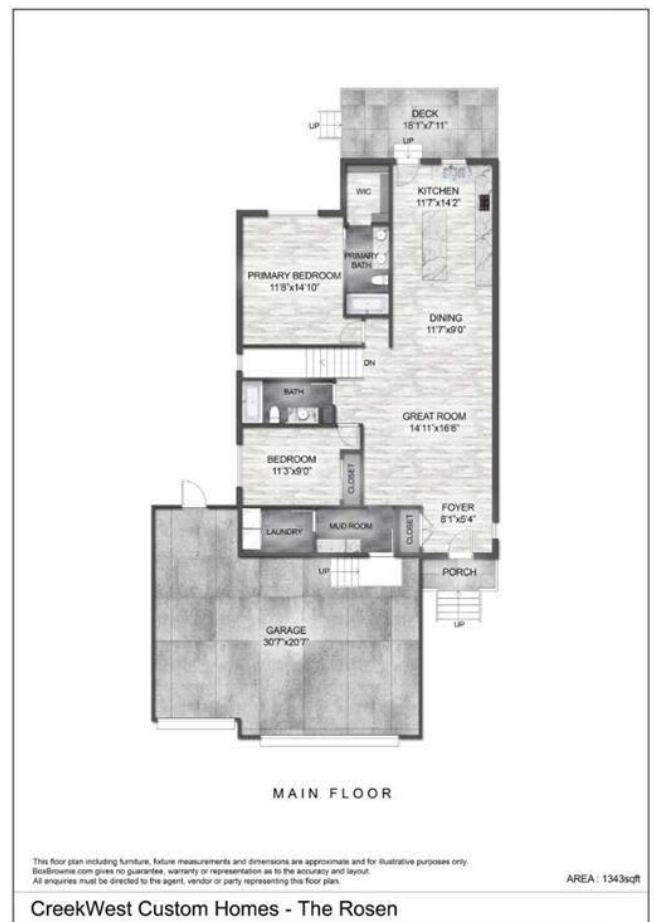 DECK
18'1"x7'11"
UP
UP
WIC
KITCHEN
11'7"x14'2"
PRIMARY
BATH
PRIMARY BEDROOM
11'8"x14'10"
DINING
11'7"x9'0"
DN
BATH
GREAT ROOM
14'11"x16'6"
BEDROOM
11'3"x9'0"
CLOSET
FOYER
8'1"x5'4"
LAUNDRY
MUD ROOM
CLOSET
UP
PORCH
UP
GARAGE
30'7"x20'7"
MAIN FLOOR
This floor plan including furniture, fixture measurements and dimensions are approximate and for illustrative purposes only.
BoxBrownie.com gives no guarantee, warranty or representation as to the accuracy and layout.
All enquiries must be directed to the agent, vendor or party representing this floor plan.
AREA : 1343sqft
CreekWest Custom Homes - The Rosen